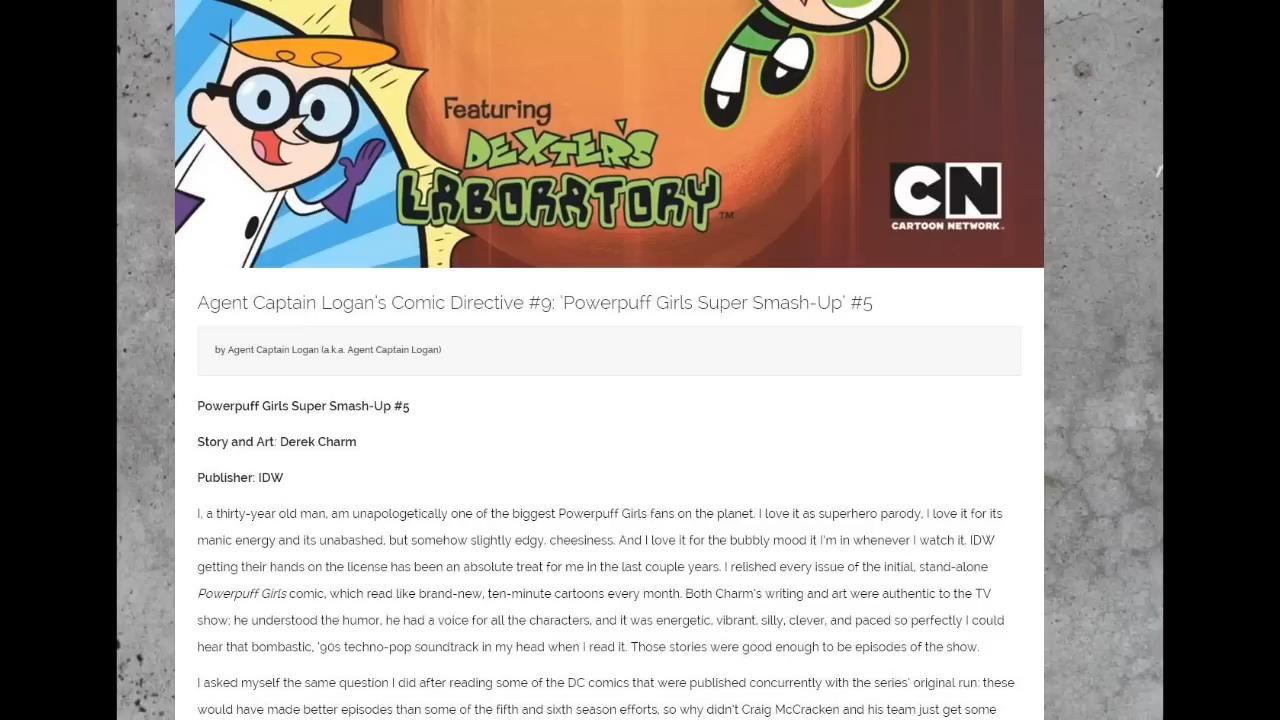 Featuring
DEXTER'S
LABORATORY™
CN
CARTOON NETWORK.
Agent Captain Logan's Comic Directive #9: 'Powerpuff Girls Super Smash-Up' #5
by Agent Captain Logan (a.k.a. Agent Captain Logan)
Powerpuff Girls Super Smash-Up #5
Story and Art: Derek Charm
Publisher: IDW
I, a thirty-year old man, am unapologetically one of the biggest Powerpuff Girls fans on the planet. I love it as superhero parody, I love it for its
manic energy and its unabashed, but somehow slightly edgy, cheesiness. And I love it for the bubbly mood it I'm in whenever I watch it. IDW
getting their hands on the license has been an absolute treat for me in the last couple years. I relished every issue of the initial, stand-alone
Powerpuff Girls comic, which read like brand-new, ten-minute cartoons every month. Both Charm's writing and art were authentic to the TV
show; he understood the humor, he had a voice for all the characters, and it was energetic, vibrant, silly, clever, and paced so perfectly I could
hear that bombastic, '90s techno-pop soundtrack in my head when I read it. Those stories were good enough to be episodes of the show.
I asked myself the same question I did after reading some of the DC comics that were published concurrently with the series' original run: these
would have made better episodes than some of the fifth and sixth season efforts, so why didn't Craig McCracken and his team just get some